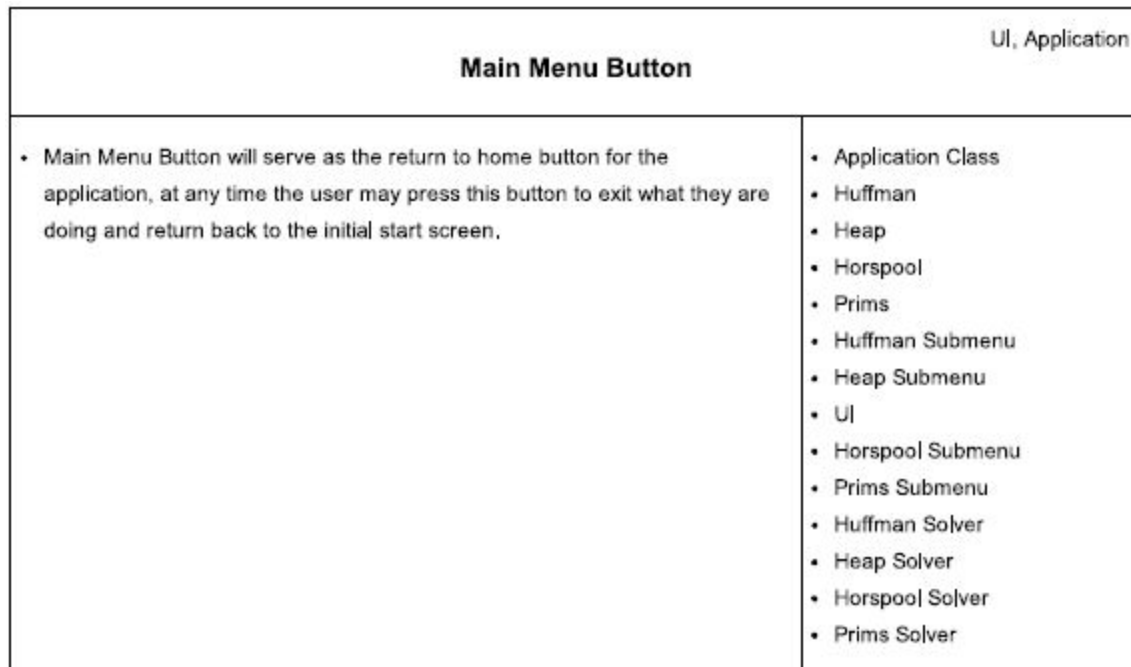 UI, Application
Main Menu Button
• Main Menu Button will serve as the return to home button for the
application, at any time the user may press this button to exit what they are
doing and return back to the initial start screen.
• Application Class
• Huffman
• Heap
• Horspool
• Prims
• Huffman Submenu
• Heap Submenu
• UI
• Horspool Submenu
• Prims Submenu
• Huffman Solver
• Heap Solver
• Horspool Solver
• Prims Solver